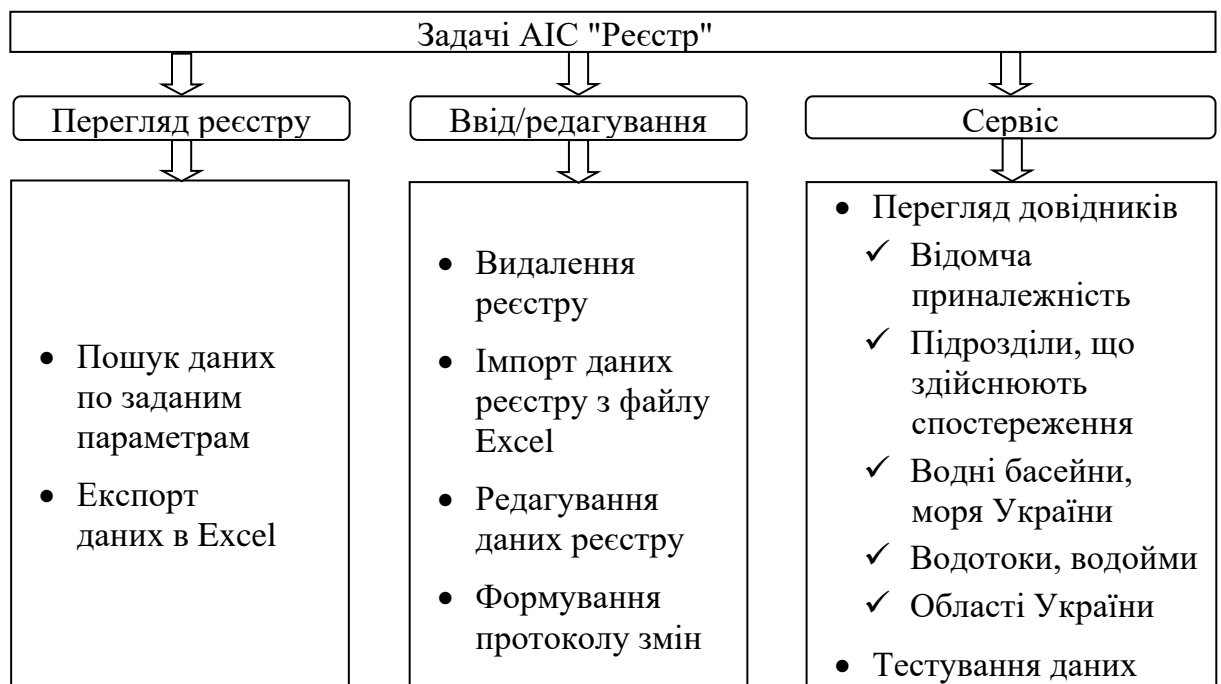 Задачі АІС "Реєстр"
Перегляд реєстру
Ввід/редагування
Сервіс
• Пошук даних
по заданим
параметрам
• Експорт
даних в Excel
• Видалення
реєстру
• Імпорт даних
реєстру з файлу
Excel
• Редагування
даних реєстру
• Формування
протоколу змін
• Перегляд довідників
✓ Відомча
приналежність
✓ Підрозділи, що
здійснюють
спостереження
✓ Водні басейни,
моря України
✓ Водотоки, водойми
✓ Області України
• Тестування даних